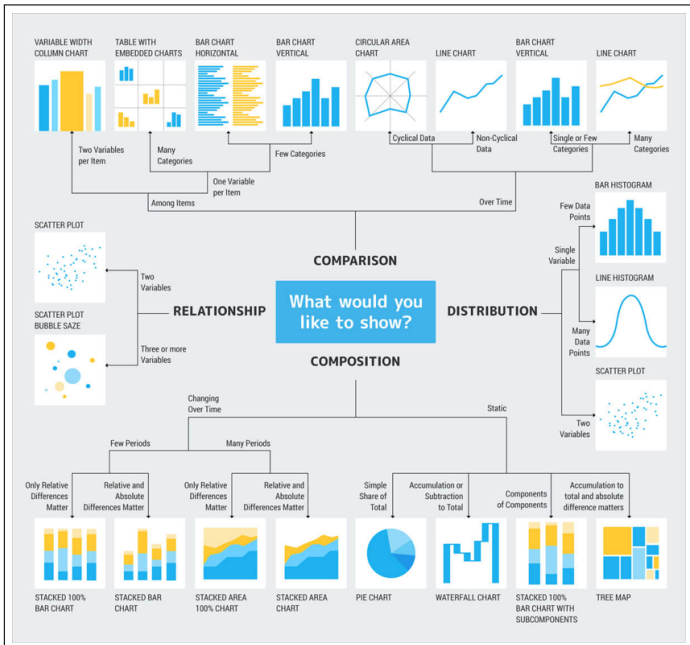 VARIABLE WIDTH
COLUMN CHART
TABLE WITH
EMBEDDED CHARTS
BAR CHART
HORIZONTAL
BAR CHART
VERTICAL
CIRCULAR AREA
CHART
LINE CHART
BAR CHART
VERTICAL
LINE CHART
Two Variables
per Item
Many
Categories
Few Categories
Cyclical Data
Non-Cyclical
Data
Single or Few
Categories
Many
Categories
One Variable
per Item
Among Items
Over Time
BAR HISTOGRAM
Few Data
Points
Single
Variable
SCATTER PLOT
Two
Variables
COMPARISON
RELATIONSHIP
What would you
like to show?
DISTRIBUTION
LINE HISTOGRAM
SCATTER PLOT
BUBBLE SAZE
Three or more
Variables
Many
Data
Points
COMPOSITION
SCATTER PLOT
Two
Variables
Changing
Over Time
Static
Few Periods
Many Periods
Only Relative
Differences
Matter
Relative and
Absolute
Differences Matter
Only Relative
Differences
Matter
Relative and
Absolute
Differences Matter
Simple
Share of
Total
Accumulation or
Subtraction
to Total
Components
of Components
Accumulation to
total and absolute
difference matters
STACKED 100%
BAR CHART
STACKED BAR
CHART
STACKED AREA
100% CHART
STACKED AREA
CHART
PIE CHART
WATERFALL CHART
STACKED 100%
BAR CHART WITH
SUBCOMPONENTS
TREE MAP